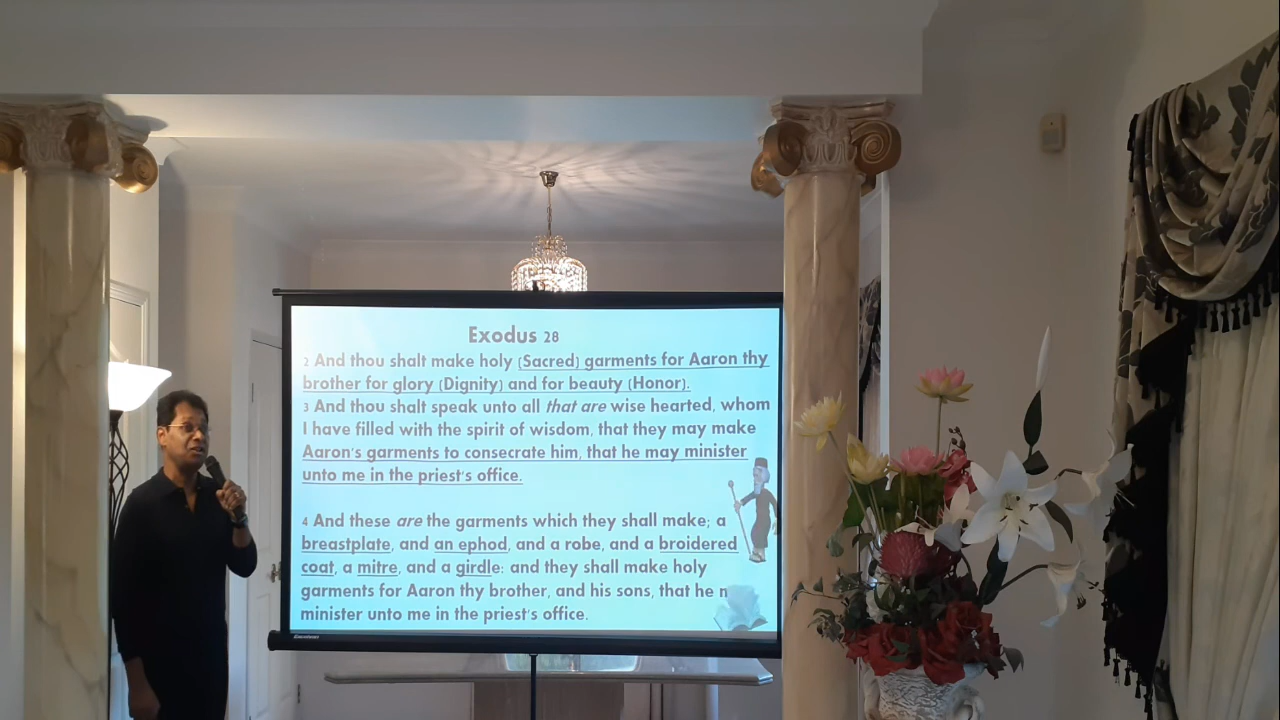 Exodus 28
2 And thou shalt make holy (Sacred) garments for Aaron thy
brother for glory (Dignity) and for beauty (Honor).
3 And thou shalt speak unto all that are wise hearted, whom
I have filled with the spirit of wisdom, that they may make
Aaron's garments to consecrate him, that he may minister
unto me in the priest's office.
4 And these are the garments which they shall make; a
breastplate, and an ephod, and a robe, and a broidered
coat, a mitre, and a girdle: and they shall make holy
garments for Aaron thy brother, and his sons, that he
minister unto me in the priest's office.